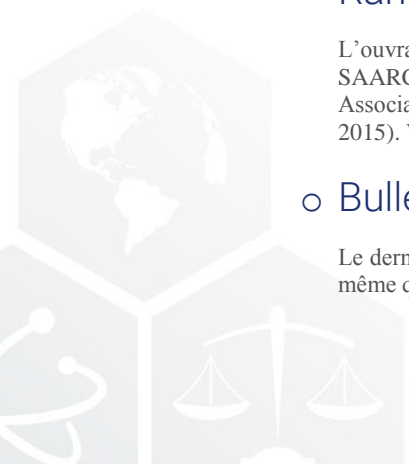 L'ouvra
SAARC
Associa
2015).
o Bulle
Le dern
même